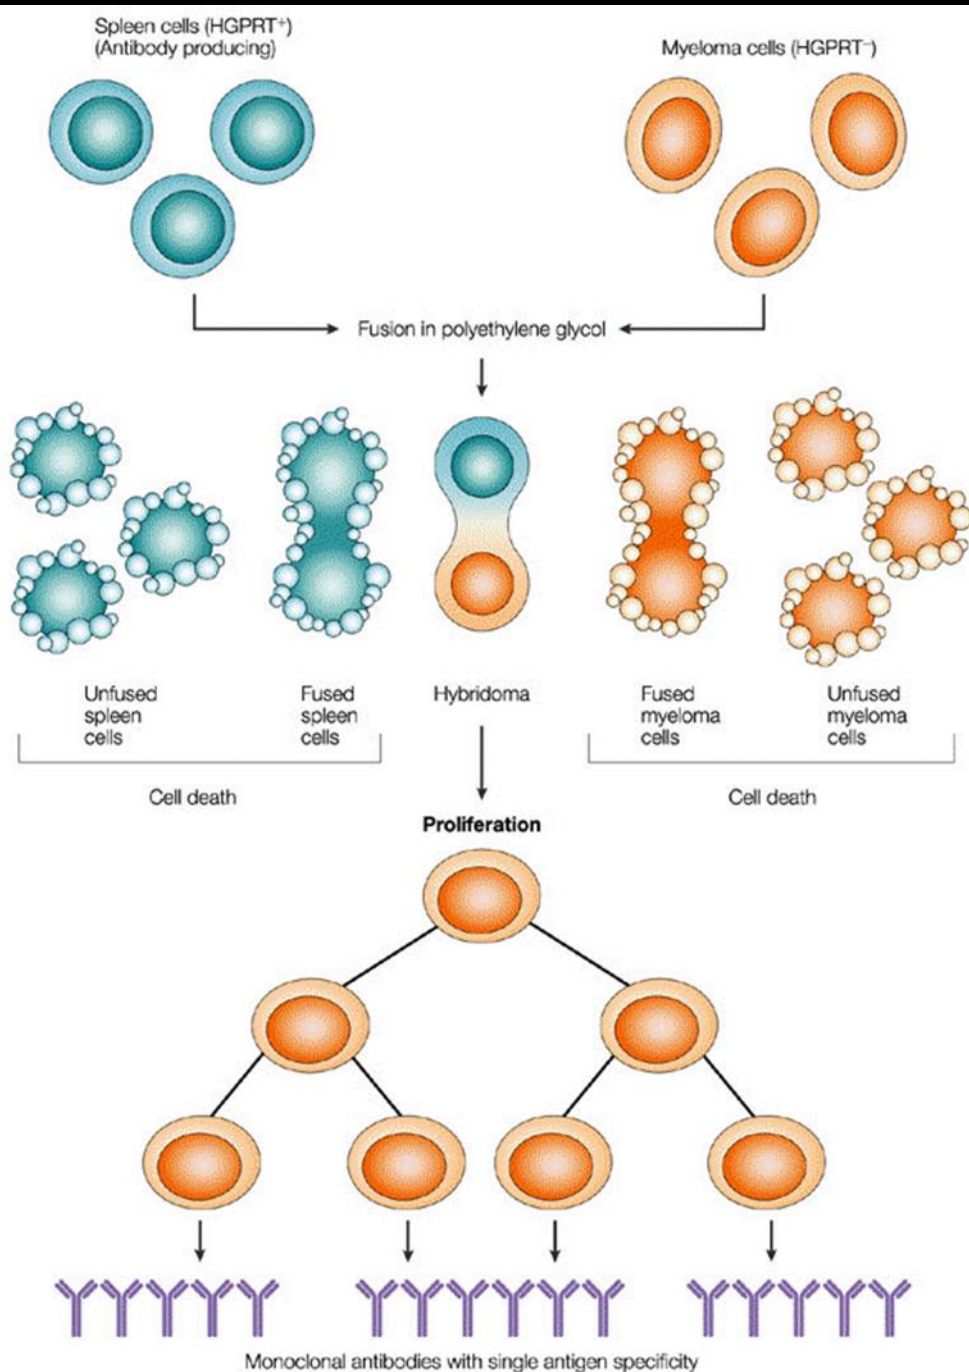 Spleen cells (HGPRT⁺)
(Antibody producing)
Myeloma cells (HGPRT⁻)
Fusion in polyethylene glycol
Unfused
spleen
cells
Fused
spleen
cells
Hybridoma
Fused
myeloma
cells
Unfused
myeloma
cells
Cell death
Cell death
Proliferation
Monoclonal antibodies with single antigen specificity